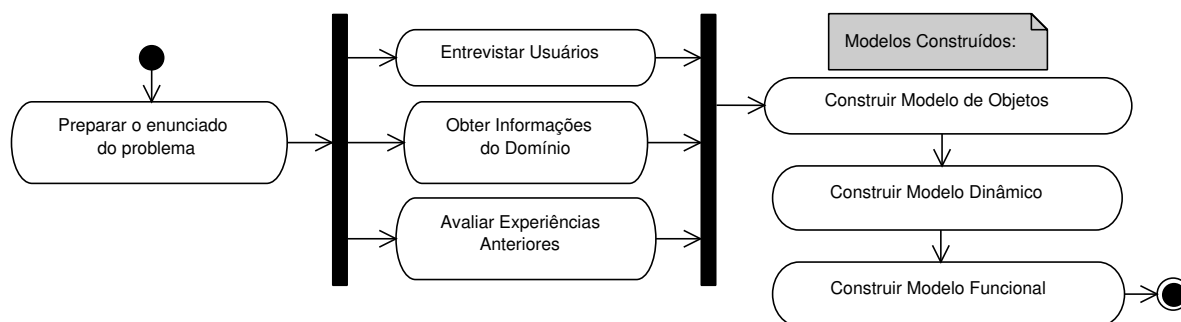 Preparar o enunciado
do problema
Entrevistar Usuários
Obter Informações
do Domínio
Avaliar Experiências
Anteriores
Modelos Construídos:
Construir Modelo de Objetos
Construir Modelo Dinâmico
Construir Modelo Funcional